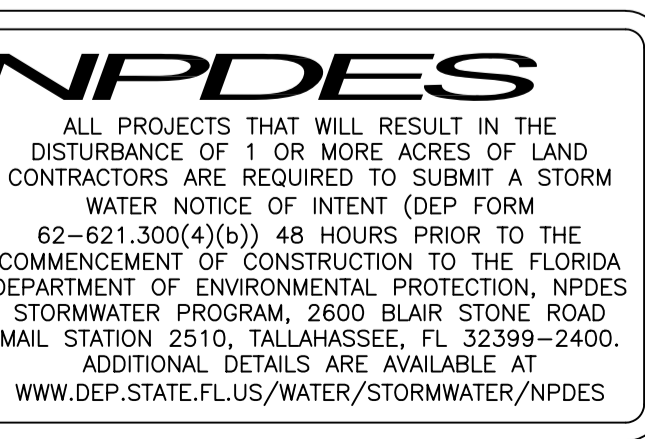 NPDES
ALL PROJECTS THAT WILL RESULT IN THE
DISTURBANCE OF 1 OR MORE ACRES OF LAND
CONTRACTORS ARE REQUIRED TO SUBMIT A STORM
WATER NOTICE OF INTENT (DEP FORM
62-621.300(4)(b)) 48 HOURS PRIOR TO THE
COMMENCEMENT OF CONSTRUCTION TO THE FLORIDA
DEPARTMENT OF ENVIRONMENTAL PROTECTION, NPDES
STORMWATER PROGRAM, 2600 BLAIR STONE ROAD
MAIL STATION 2510, TALLAHASSEE, FL 32399-2400.
ADDITIONAL DETAILS ARE AVAILABLE AT
WWW.DEP.STATE.FL.US/WATER/STORMWATER/NPDES